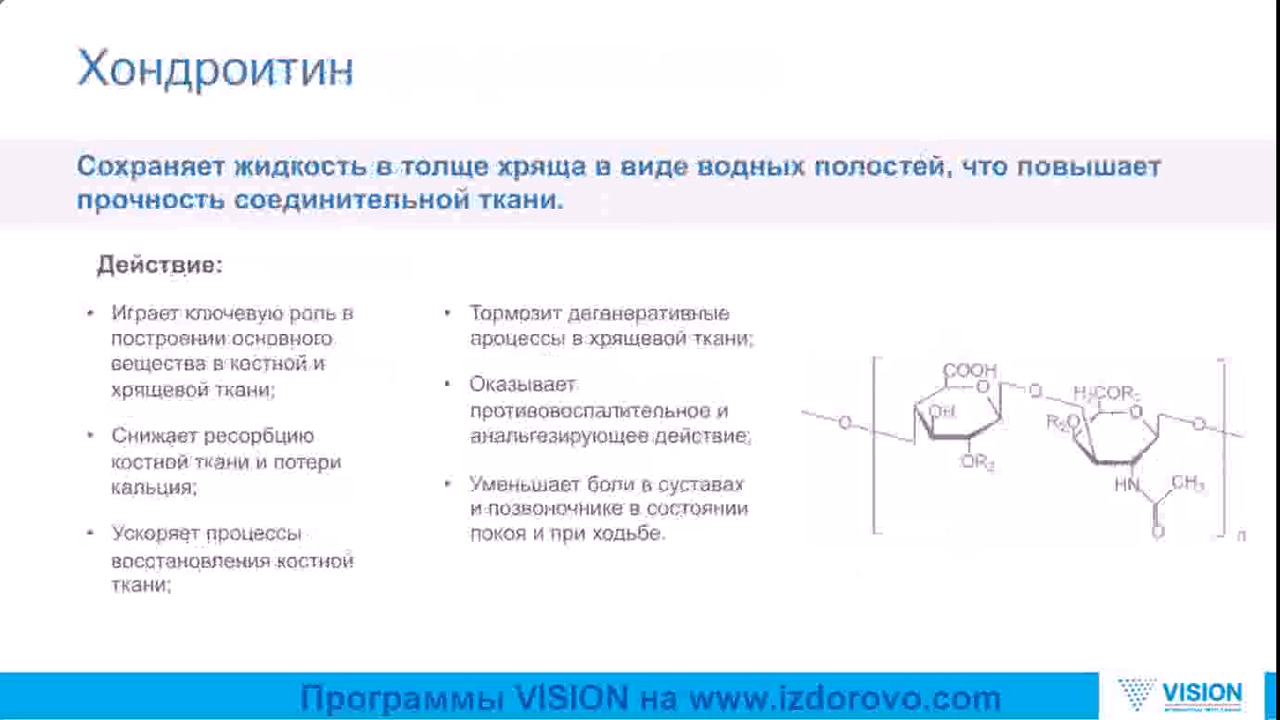 Хондроитин
Сохраняет жидкость в толще хряща в виде водных полостей, что повышает
прочность соединительной ткани.
Действие:
• Играет ключевую роль в
построении основного
вещества в костной и
хрящевой ткани;
• Снижает ресорбцию
костной ткани и потери
кальция;
• Ускоряет процессы
восстановления костной
ткани;
• Тормозит дегенеративные
процессы в хрящевой ткани;
• Оказывает
противовоспалительное и
анальгезирующее действие;
• Уменьшает боли в суставах
и позвоночнике в состоянии
покоя и при ходьбе.
COOH
O
O
OH
OR₂
O
R₂O
O
O
HN
CH₃
O
n
Программы VISION на www.izdorovo.com
VISION